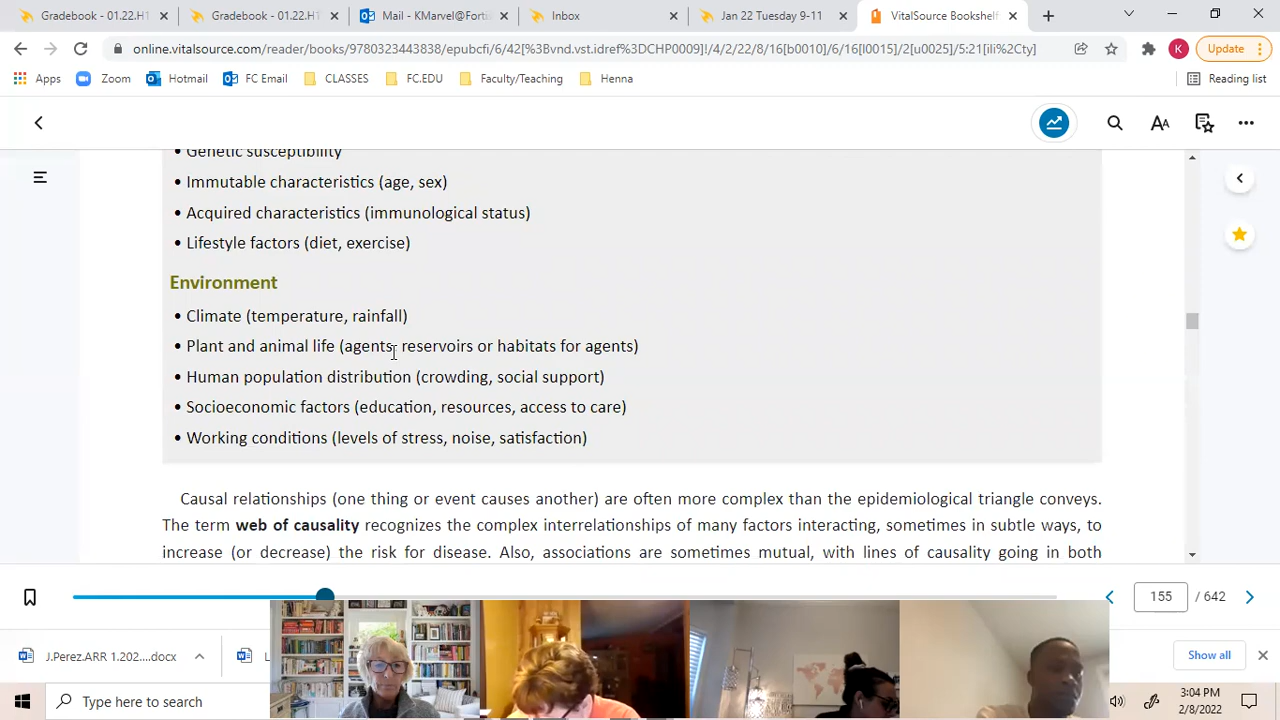 Gradebook - 01.22.H1
Gradebook - 01.22.H1
Mail - KMarvel@Fortis
Inbox
Jan 22 Tuesday 9-11
VitalSource Bookshelf
online.vitalsource.com/reader/books/9780323443838/epubcfi/6/42[%3Bvnd.vst.idref%3DCHP0009]!/4/2/22/8/16[b0010]/6/16[l0015]/2[u0025]/5:21[ili%2Cty]
K
Update
Apps
Zoom
Hotmail
FC Email
CLASSES
FC.EDU
Faculty/Teaching
Henna
Reading list
AA
• Genetic susceptibility
• Immutable characteristics (age, sex)
• Acquired characteristics (immunological status)
• Lifestyle factors (diet, exercise)
Environment
• Climate (temperature, rainfall)
• Plant and animal life (agents, reservoirs or habitats for agents)
• Human population distribution (crowding, social support)
• Socioeconomic factors (education, resources, access to care)
• Working conditions (levels of stress, noise, satisfaction)
Causal relationships (one thing or event causes another) are often more complex than the epidemiological triangle conveys.
The term web of causality recognizes the complex interrelationships of many factors interacting, sometimes in subtle ways, to
increase (or decrease) the risk for disease. Also, associations are sometimes mutual, with lines of causality going in both
155 / 642
J.Perez.ARR 1.202....docx
Show all
Type here to search
3:04 PM
2/8/2022